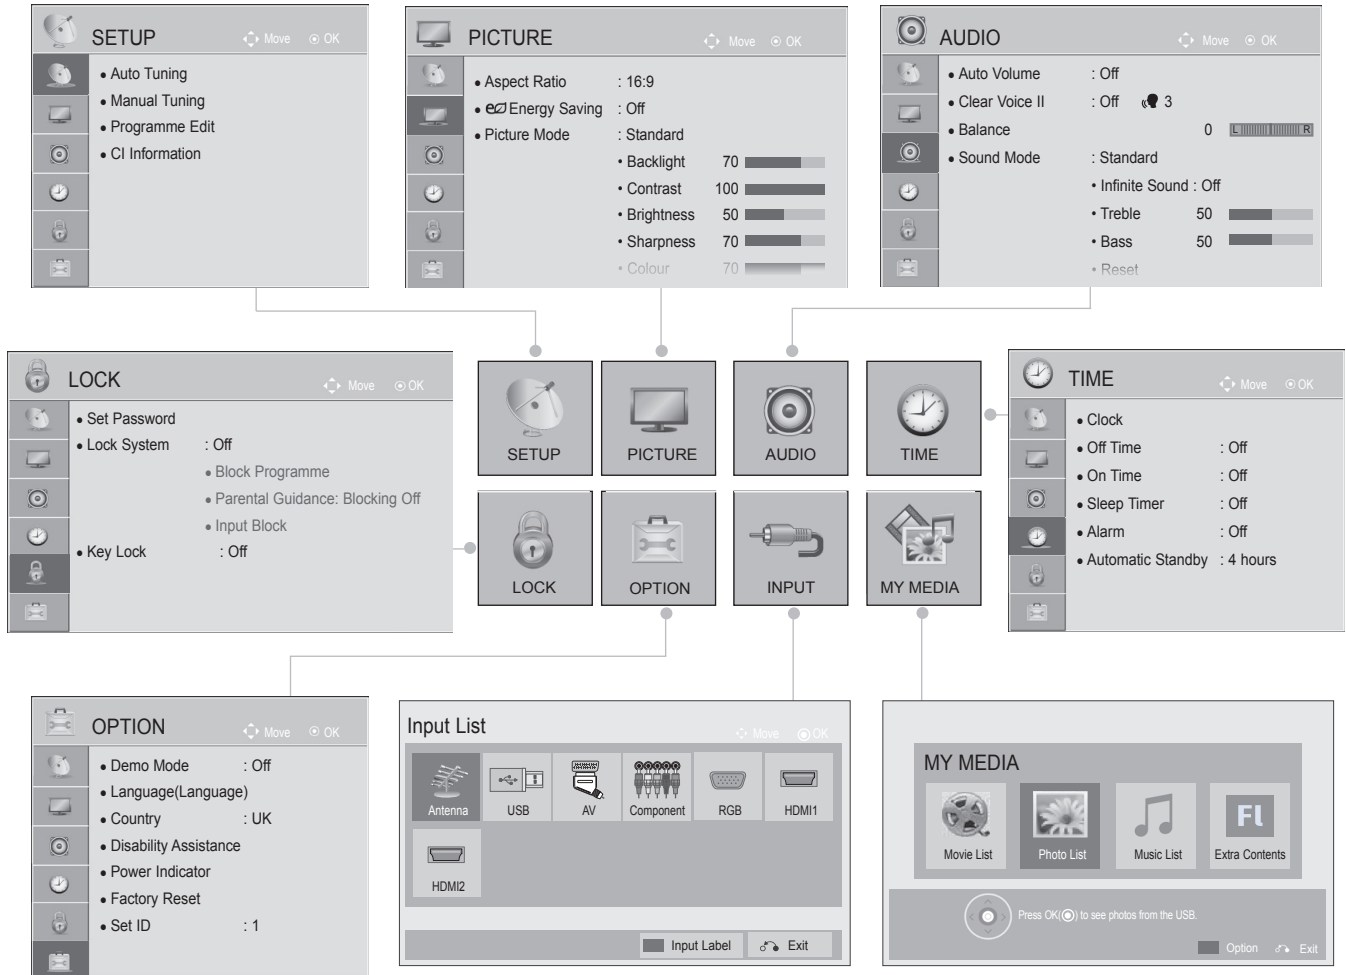 SETUP
Move OK
• Auto Tuning
• Manual Tuning
• Programme Edit
• CI Information
PICTURE
Move OK
• Aspect Ratio : 16:9
• Energy Saving : Off
• Picture Mode : Standard
• Backlight 70
• Contrast 100
• Brightness 50
• Sharpness 70
• Colour 70
AUDIO
Move OK
• Auto Volume : Off
• Clear Voice II : Off 3
• Balance 0 L R
• Sound Mode : Standard
• Infinite Sound : Off
• Treble 50
• Bass 50
• Reset
LOCK
Move OK
• Set Password
• Lock System : Off
• Block Programme
• Parental Guidance: Blocking Off
• Input Block
• Key Lock : Off
SETUP
PICTURE
AUDIO
TIME
LOCK
OPTION
INPUT
MY MEDIA
TIME
Move OK
• Clock
• Off Time : Off
• On Time : Off
• Sleep Timer : Off
• Alarm : Off
• Automatic Standby : 4 hours
OPTION
Move OK
• Demo Mode : Off
• Language(Language)
• Country : UK
• Disability Assistance
• Power Indicator
• Factory Reset
• Set ID : 1
Input List
Move OK
Antenna
USB
AV
Component
RGB
HDMI1
HDMI2
Input Label Exit
MY MEDIA
Movie List
Photo List
Music List
FL
Extra Contents
Press OK(◉) to see photos from the USB.
Option Exit